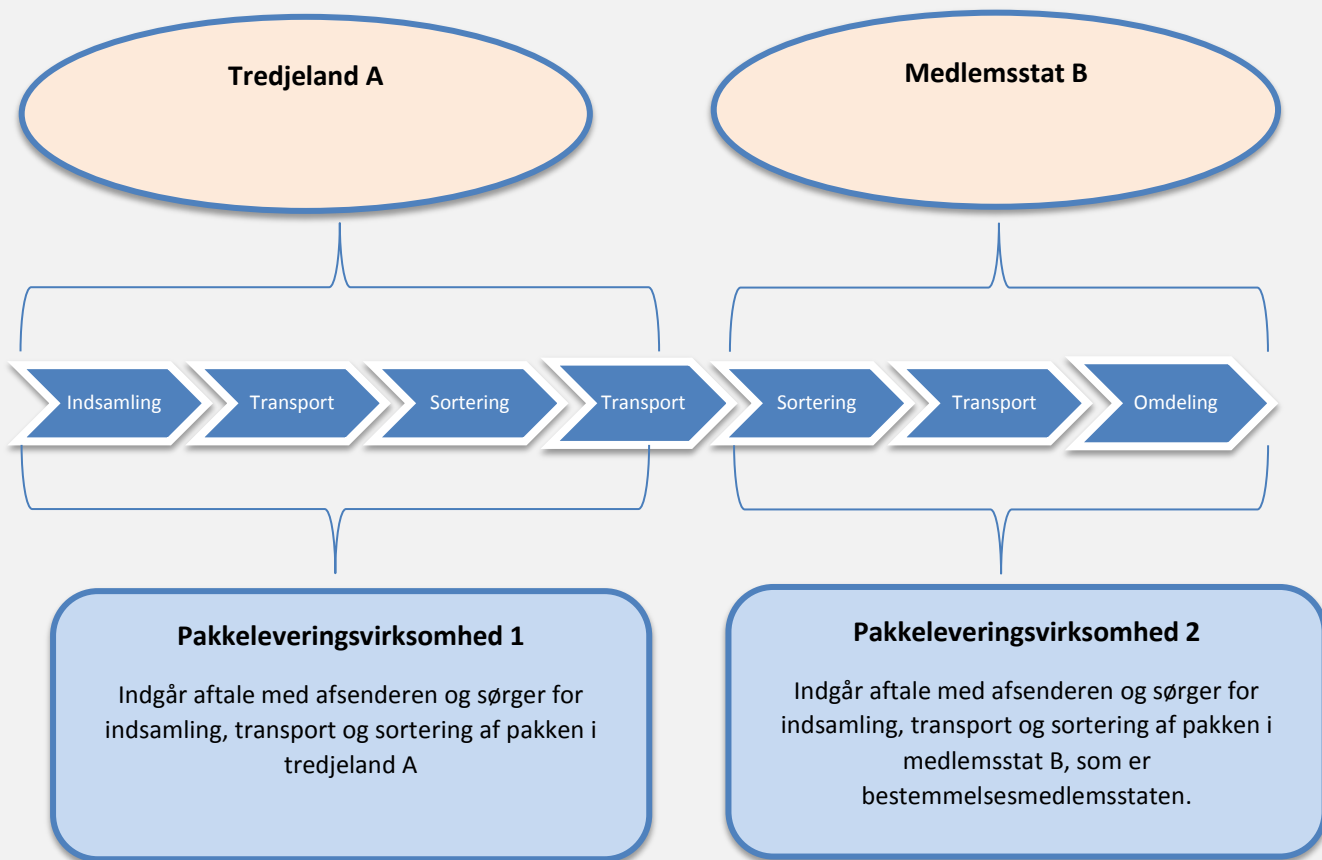 Tredjeland A
Medlemsstat B
Indsamling
Transport
Sortering
Transport
Sortering
Transport
Omdeling
Pakkeleveringsvirksomhed 1
Indgår aftale med afsenderen og sørger for
indsamling, transport og sortering af pakken i
tredjeland A
Pakkeleveringsvirksomhed 2
Indgår aftale med afsenderen og sørger for
indsamling, transport og sortering af pakken i
medlemsstat B, som er
bestemmelsesmedlemsstaten.